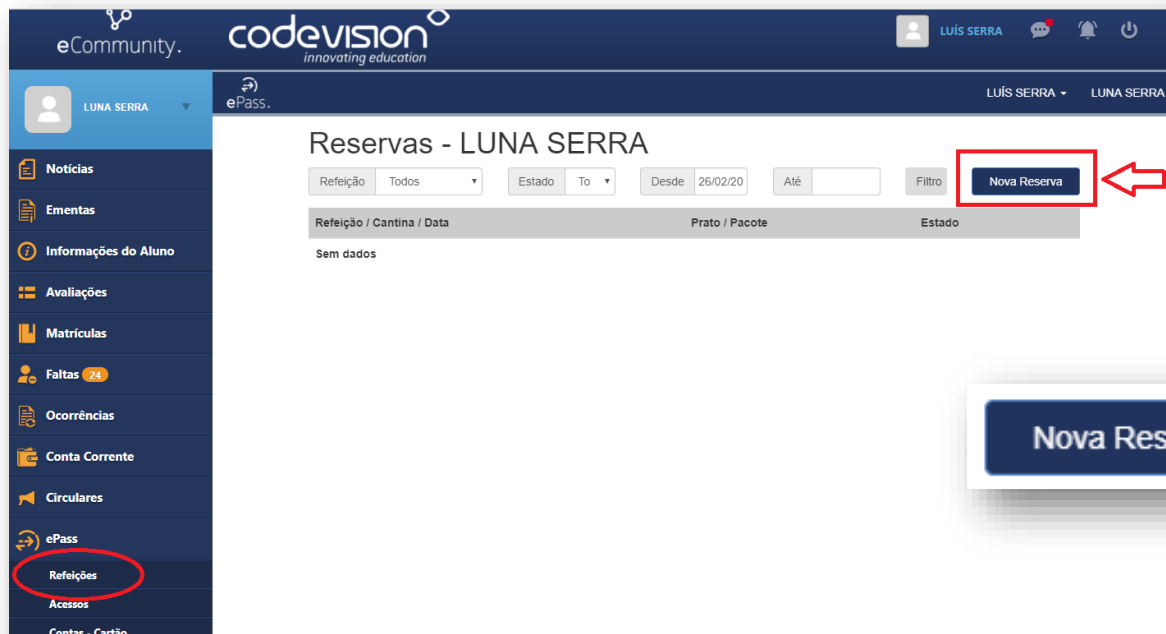 eCommunity.
codevision
innovating education
LUÍS SERRA
LUNA SERRA
ePass.
LUÍS SERRA
LUNA SERRA
Reservas - LUNA SERRA
Refeição Todos Estado To Desde 26/02/20 Até Filtro Nova Reserva
Refeição / Cantina / Data Prato / Pacote Estado
Sem dados
Notícias
Ementas
Informações do Aluno
Avaliações
Matrículas
Faltas 24
Ocorrências
Conta Corrente
Circulares
ePass
Refeições
Acessos
Contas - Cartão
Nova Res